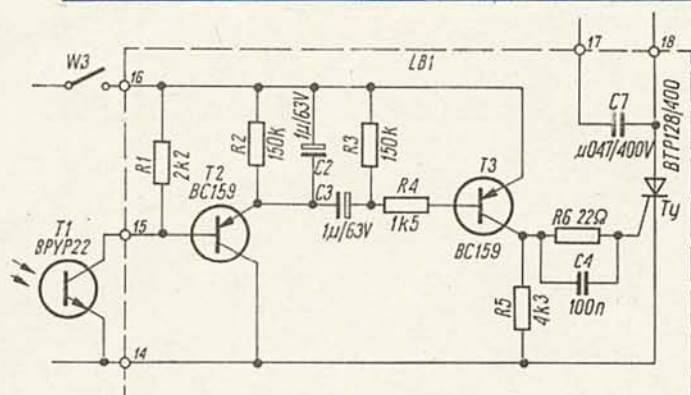 17
18
LB1
W3
16
C7
µ047/400V
BTP128/400
Ty
R1
2k2
R2
150k
1µ/63V
C2
R3
150k
T2
BC159
C3
1µ/63V
R4
1k5
T3
BC159
R6 22Ω
C4
100n
R5
4k3
T1
BPYP22
15
14